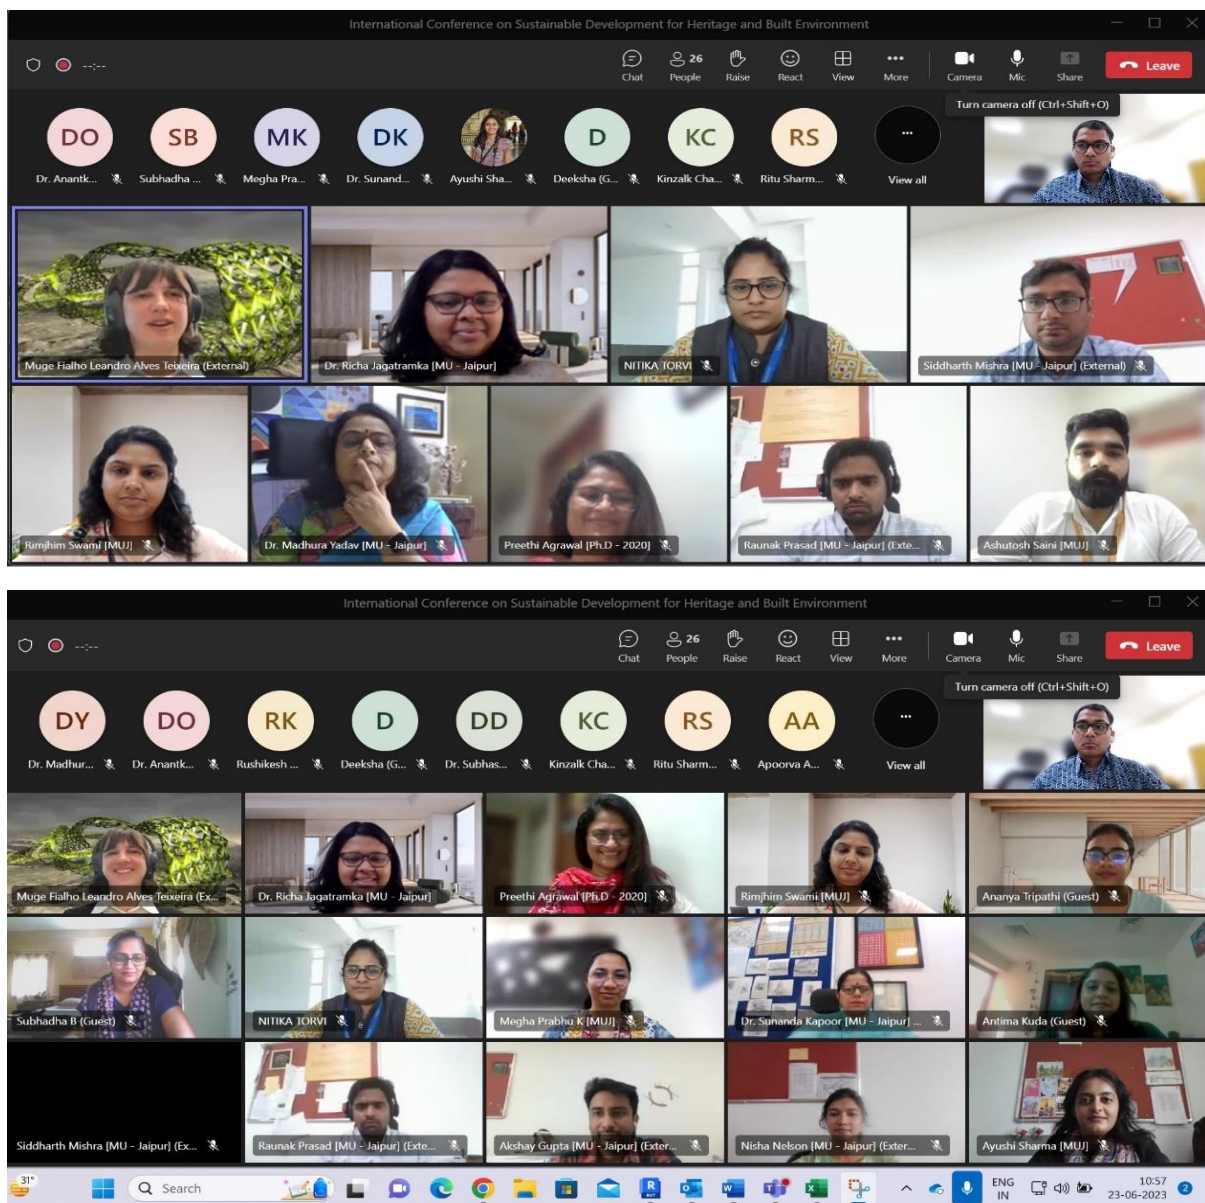 International Conference on Sustainable Development for Heritage and Built Environment
--:--
Chat
26
People
Raise
React
View
More
Camera
Mic
Share
Leave
Turn camera off (Ctrl+Shift+O)
DO
SB
MK
DK
D
KC
RS
Dr. Anantk...
Subhadha ...
Megha Pra...
Dr. Sunand...
Ayushi Sha...
Deeksha (G...
Kinzalk Cha...
Ritu Sharm...
View all
Muge Fialho Leandro Alves Teixeira (External)
Dr. Richa Jagatramka [MU - Jaipur]
NITIKA TORVI
Siddharth Mishra [MU - Jaipur] (External)
Rimjhim Swami [MUJ]
Dr. Madhura Yadav [MU - Jaipur]
Preethi Agrawal [Ph.D - 2020]
Raunak Prasad [MU - Jaipur] (Exte...
Ashutosh Saini [MUJ]
International Conference on Sustainable Development for Heritage and Built Environment
--:--
Chat
26
People
Raise
React
View
More
Camera
Mic
Share
Leave
Turn camera off (Ctrl+Shift+O)
DY
DO
RK
D
DD
KC
RS
AA
Dr. Madhur...
Dr. Anantk...
Rushikesh ...
Deeksha (G...
Dr. Subhas...
Kinzalk Cha...
Ritu Sharm...
Apoorva A...
View all
Muge Fialho Leandro Alves Teixeira (Ex...
Dr. Richa Jagatramka [MU - Jaipur]
Preethi Agrawal [Ph.D - 2020]
Rimjhim Swami [MUJ]
Ananya Tripathi (Guest)
Subhadha B (Guest)
NITIKA TORVI
Megha Prabhu K [MUJ]
Dr. Sunanda Kapoor [MU - Jaipur] ...
Antima Kuda (Guest)
Siddharth Mishra [MU - Jaipur] (Ex...
Raunak Prasad [MU - Jaipur] (Exte...
Akshay Gupta [MU - Jaipur] (Exter...
Nisha Nelson [MU - Jaipur] (Exter...
Ayushi Sharma [MUJ]
31°
Search
ENG
IN
10:57
23-06-2023
2